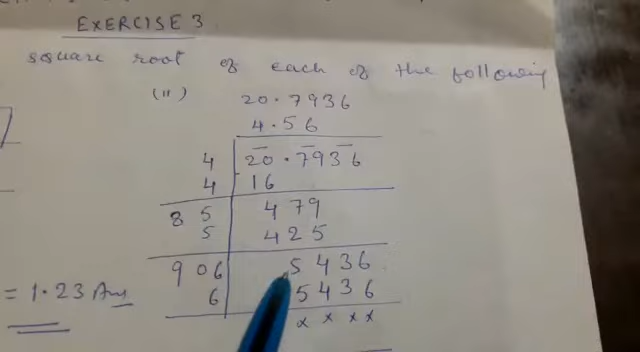 EXERCISE 3
square root of each of the following
(11) 20.7936
4.56
4 20.7936
4 16
85 479
5 425
906 5436
6 5436
x x x x
= 1.23 Ans